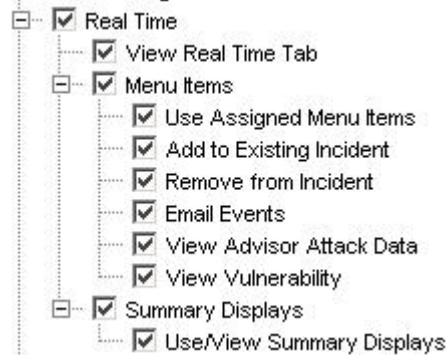 Real Time
View Real Time Tab
Menu Items
Use Assigned Menu Items
Add to Existing Incident
Remove from Incident
Email Events
View Advisor Attack Data
View Vulnerability
Summary Displays
Use/View Summary Displays